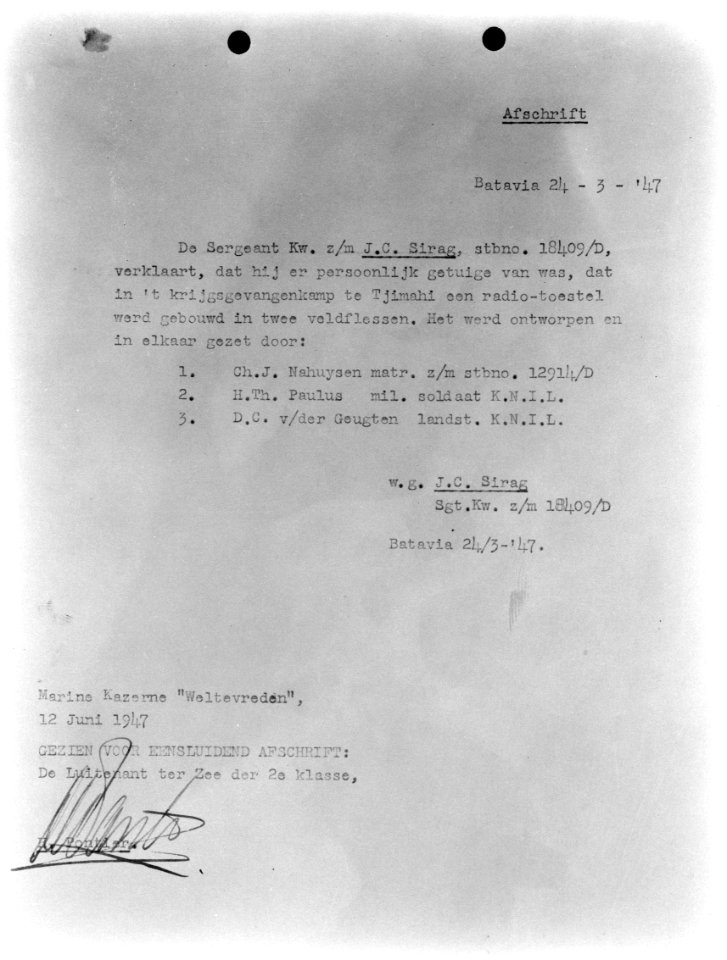 Afschrift
Batavia 24 - 3 - '47
De Sergeant Kw. z/m J.C. Sirag, stbno. 18409/D,
verklaart, dat hij er persoonlijk getuige van was, dat
in 't krijgsgevangenkamp te Tjimahi een radio-toestel
werd gebouwd in twee veldflessen. Het werd ontworpen en
in elkaar gezet door:
1. Ch.J. Nahuysen matr. z/m stbno. 12914/D
2. H.Th. Paulus mil. soldaat K.N.I.L.
3. D.C. v/der Geugten landst. K.N.I.L.
w.g. J.C. Sirag
Sgt.Kw. z/m 18409/D
Batavia 24/3-'47.
Marine Kazerne "Weltevreden",
12 Juni 1947
GEZIEN VOOR EENSLUIDEND AFSCHRIFT:
De Luitenant ter Zee der 2e klasse,